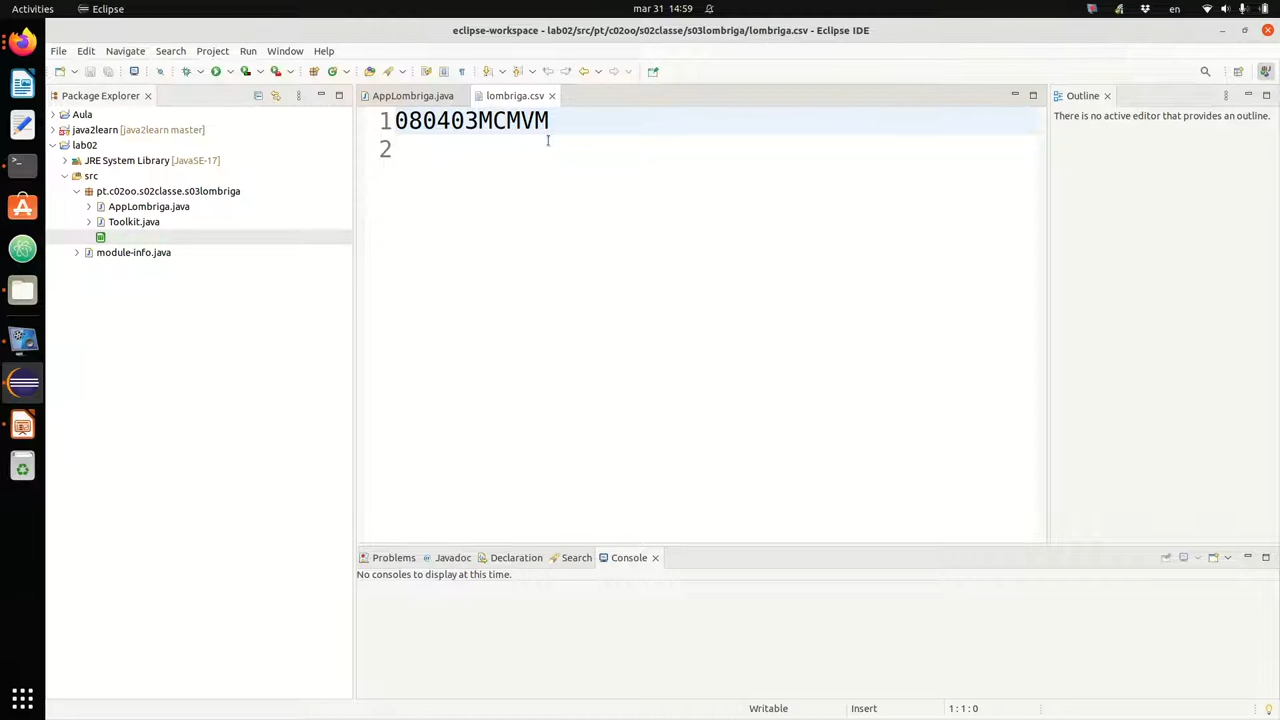 Activities
Eclipse
mar 31 14:59
en
eclipse-workspace - lab02/src/pt/c02oo/s02classe/s03lombriga/lombriga.csv - Eclipse IDE
File Edit Navigate Search Project Run Window Help
Package Explorer
AppLombriga.java
lombriga.csv
Outline
Aula
java2learn [java2learn master]
lab02
JRE System Library [JavaSE-17]
src
pt.c02oo.s02classe.s03lombriga
AppLombriga.java
Toolkit.java
module-info.java
1 080403MCMVM
2
There is no active editor that provides an outline.
Problems Javadoc Declaration Search Console
No consoles to display at this time.
Writable Insert 1:1:0